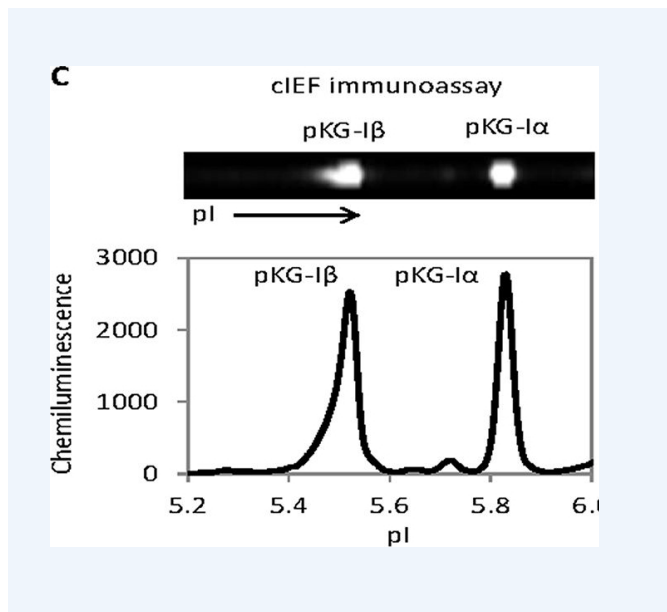 C
cIEF immunoassay
pKG-Iβ pKG-Iα
pI
3000
pKG-Iβ pKG-Iα
2000
1000
0
Chemiluminescence
5.2 5.4 5.6 5.8
pI